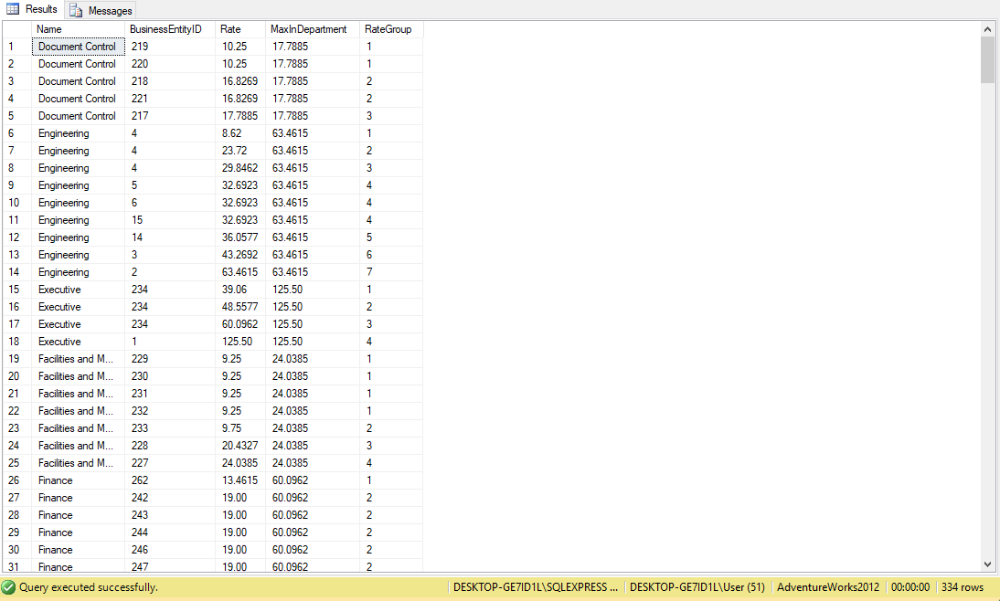 Results Messages
Name BusinessEntityID Rate MaxInDepartment RateGroup
1 Document Control 219 10.25 17.7885 1
2 Document Control 220 10.25 17.7885 1
3 Document Control 218 16.8269 17.7885 2
4 Document Control 221 16.8269 17.7885 2
5 Document Control 217 17.7885 17.7885 3
6 Engineering 4 8.62 63.4615 1
7 Engineering 4 23.72 63.4615 2
8 Engineering 4 29.8462 63.4615 3
9 Engineering 5 32.6923 63.4615 4
10 Engineering 6 32.6923 63.4615 4
11 Engineering 15 32.6923 63.4615 4
12 Engineering 14 36.0577 63.4615 5
13 Engineering 3 43.2692 63.4615 6
14 Engineering 2 63.4615 63.4615 7
15 Executive 234 39.06 125.50 1
16 Executive 234 48.5577 125.50 2
17 Executive 234 60.0962 125.50 3
18 Executive 1 125.50 125.50 4
19 Facilities and M... 229 9.25 24.0385 1
20 Facilities and M... 230 9.25 24.0385 1
21 Facilities and M... 231 9.25 24.0385 1
22 Facilities and M... 232 9.25 24.0385 1
23 Facilities and M... 233 9.75 24.0385 2
24 Facilities and M... 228 20.4327 24.0385 3
25 Facilities and M... 227 24.0385 24.0385 4
26 Finance 262 13.4615 60.0962 1
27 Finance 242 19.00 60.0962 2
28 Finance 243 19.00 60.0962 2
29 Finance 244 19.00 60.0962 2
30 Finance 246 19.00 60.0962 2
31 Finance 247 19.00 60.0962 2
Query executed successfully. DESKTOP-GE7ID1L\SQLEXPRESS ... DESKTOP-GE7ID1L\User (51) AdventureWorks2012 00:00:00 334 rows